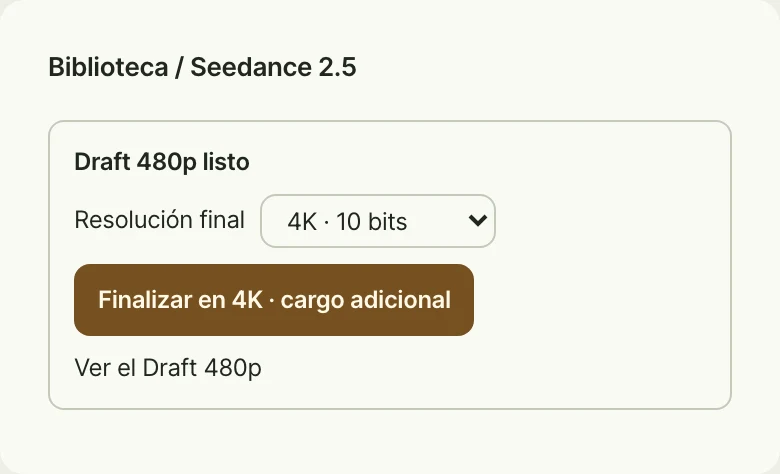 Biblioteca / Seedance 2.5
Draft 480p listo
Resolución final 4K · 10 bits
Finalizar en 4K · cargo adicional
Ver el Draft 480p